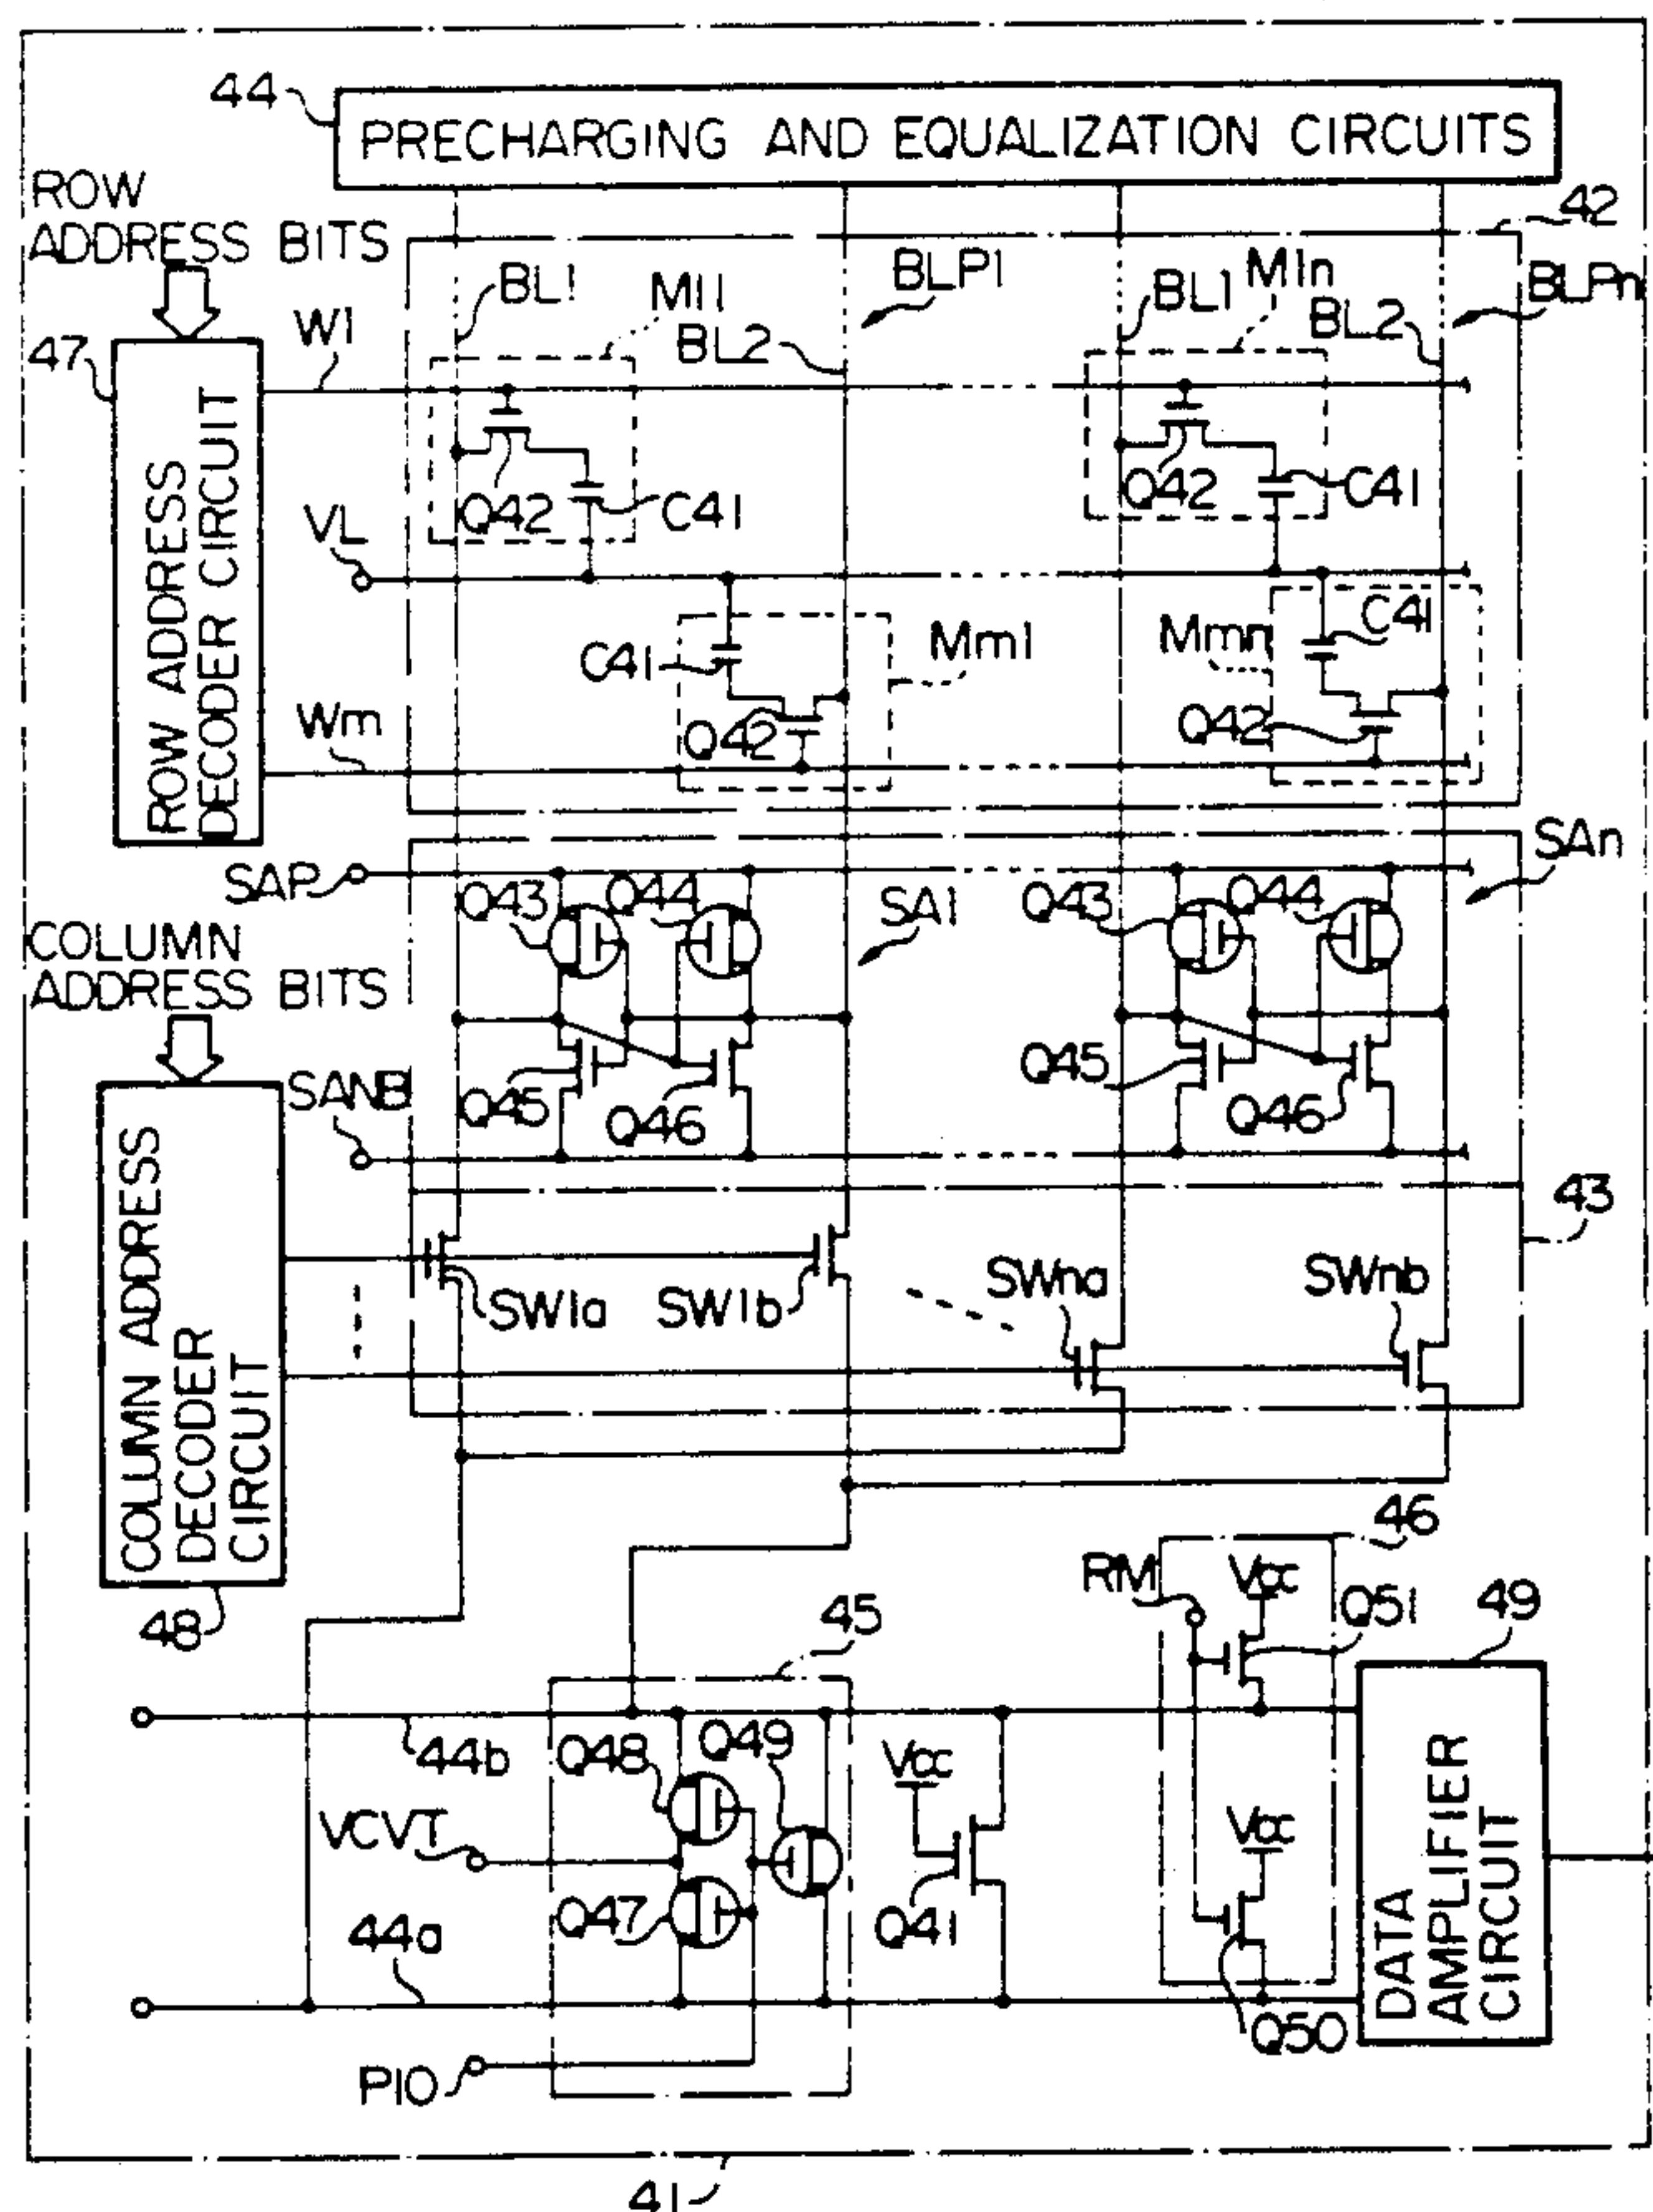 44
PRECHARGING AND EQUALIZATION CIRCUITS
ROW
ADDRESS BITS
42
BL1
M11
BLP1
BL1
M1n
BLPn
BL2
BL2
47
W1
ROW ADDRESS
DECODER CIRCUIT
Q42
C41
Q42
C41
VL
C41
Mm1
Mmn
C41
Wm
Q42
Q42
SAP
Q43
Q44
SA1
Q43
Q44
SAn
COLUMN
ADDRESS BITS
SANB
Q45
Q46
Q45
Q46
43
COLUMN ADDRESS
DECODER
CIRCUIT
SW1a
SW1b
SWna
SWnb
48
46
RM
Vcc
Q51
49
45
44b
Q48
Q49
Vcc
VCVT
Vcc
Q47
Q41
DATA
AMPLIFIER
CIRCUIT
44a
Q50
PIO
41